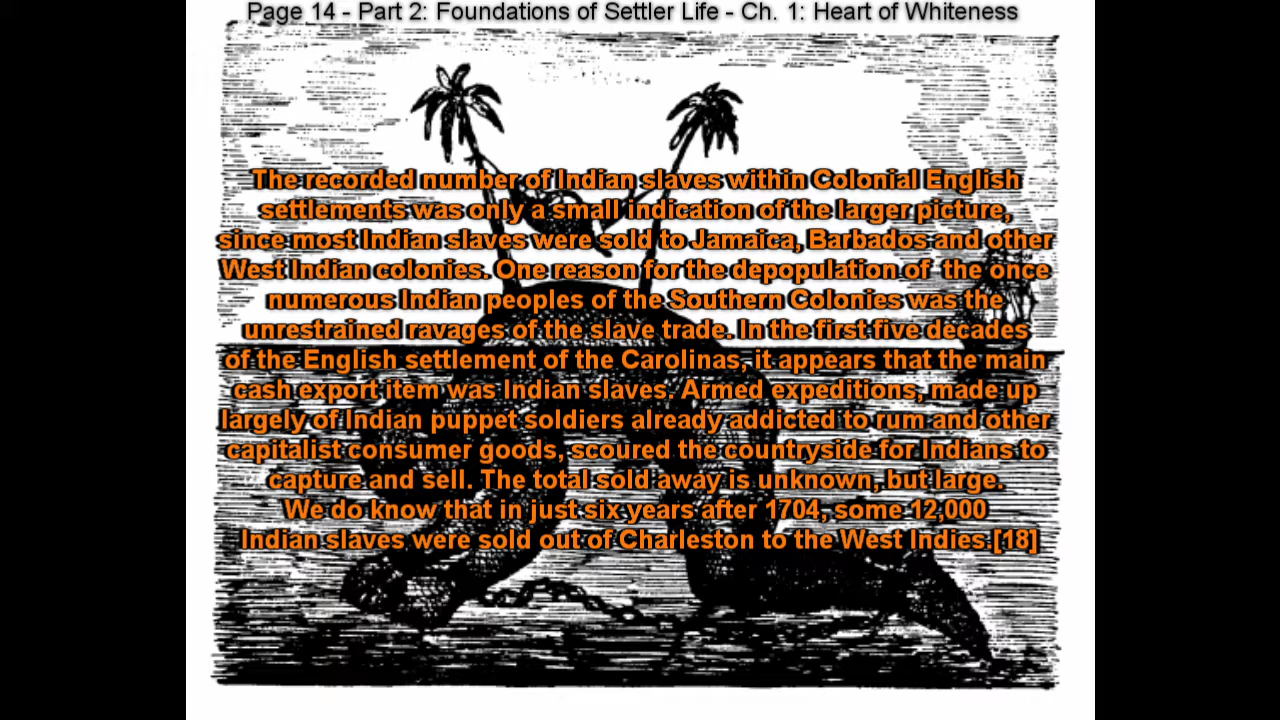 Page 14 - Part 2: Foundations of Settler Life - Ch. 1: Heart of Whiteness
The recorded number of Indian slaves within Colonial English
settlements was only a small indication of the larger picture,
since most Indian slaves were sold to Jamaica, Barbados and other
West Indian colonies. One reason for the depopulation of the once
numerous Indian peoples of the Southern Colonies was the
unrestrained ravages of the slave trade. In the first five decades
of the English settlement of the Carolinas, it appears that the main
cash export item was Indian slaves. Armed expeditions, made up
largely of Indian puppet soldiers already addicted to rum and other
capitalist consumer goods, scoured the countryside for Indians to
capture and sell. The total sold away is unknown, but large.
We do know that in just six years after 1704, some 12,000
Indian slaves were sold out of Charleston to the West Indies.[18]